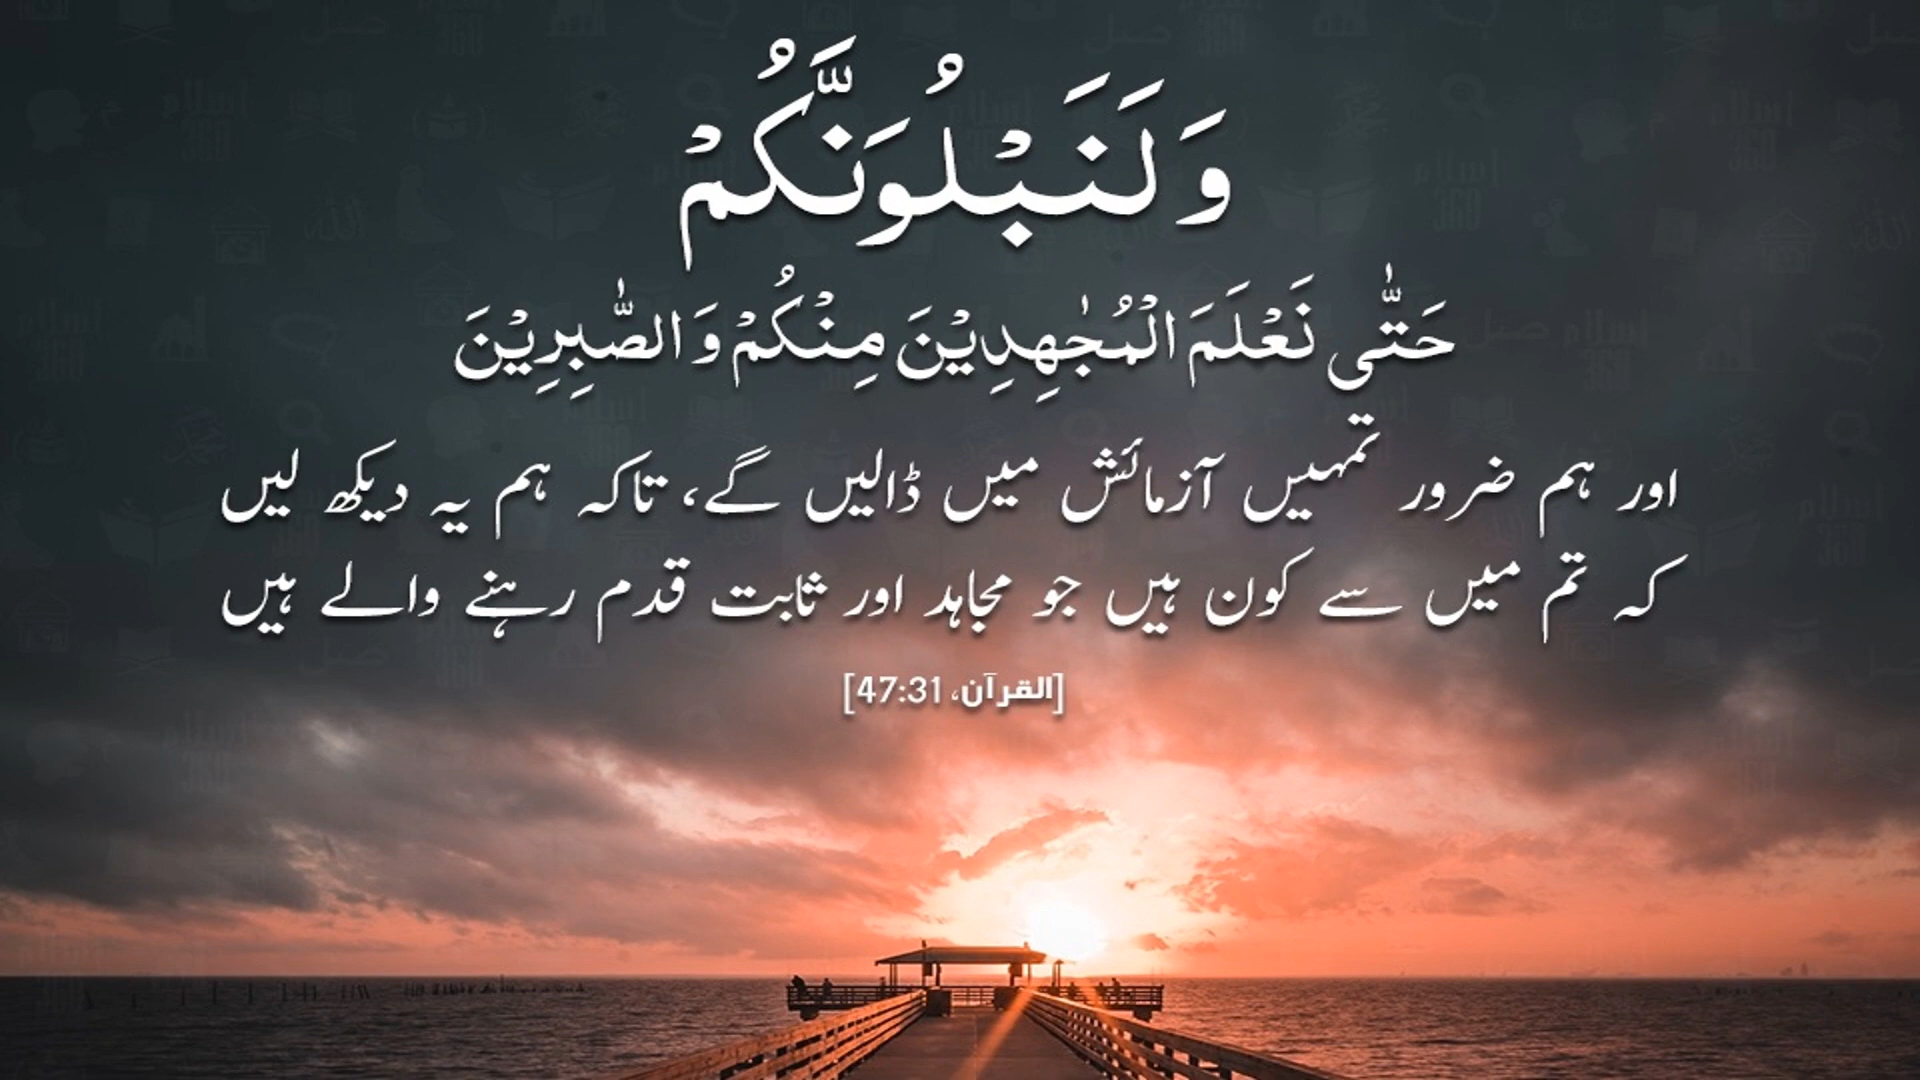 وَلَنَبْلُوَنَّكُمْ
حَتّٰى نَعْلَمَ الْمُجٰهِدِيْنَ مِنْكُمْ وَالصّٰبِرِيْنَ
اور ہم ضرور تمہیں آزمائش میں ڈالیں گے، تاکہ ہم یہ دیکھ لیں
کہ تم میں سے کون ہیں جو مجاہد اور ثابت قدم رہنے والے ہیں
[القرآن، 47:31]